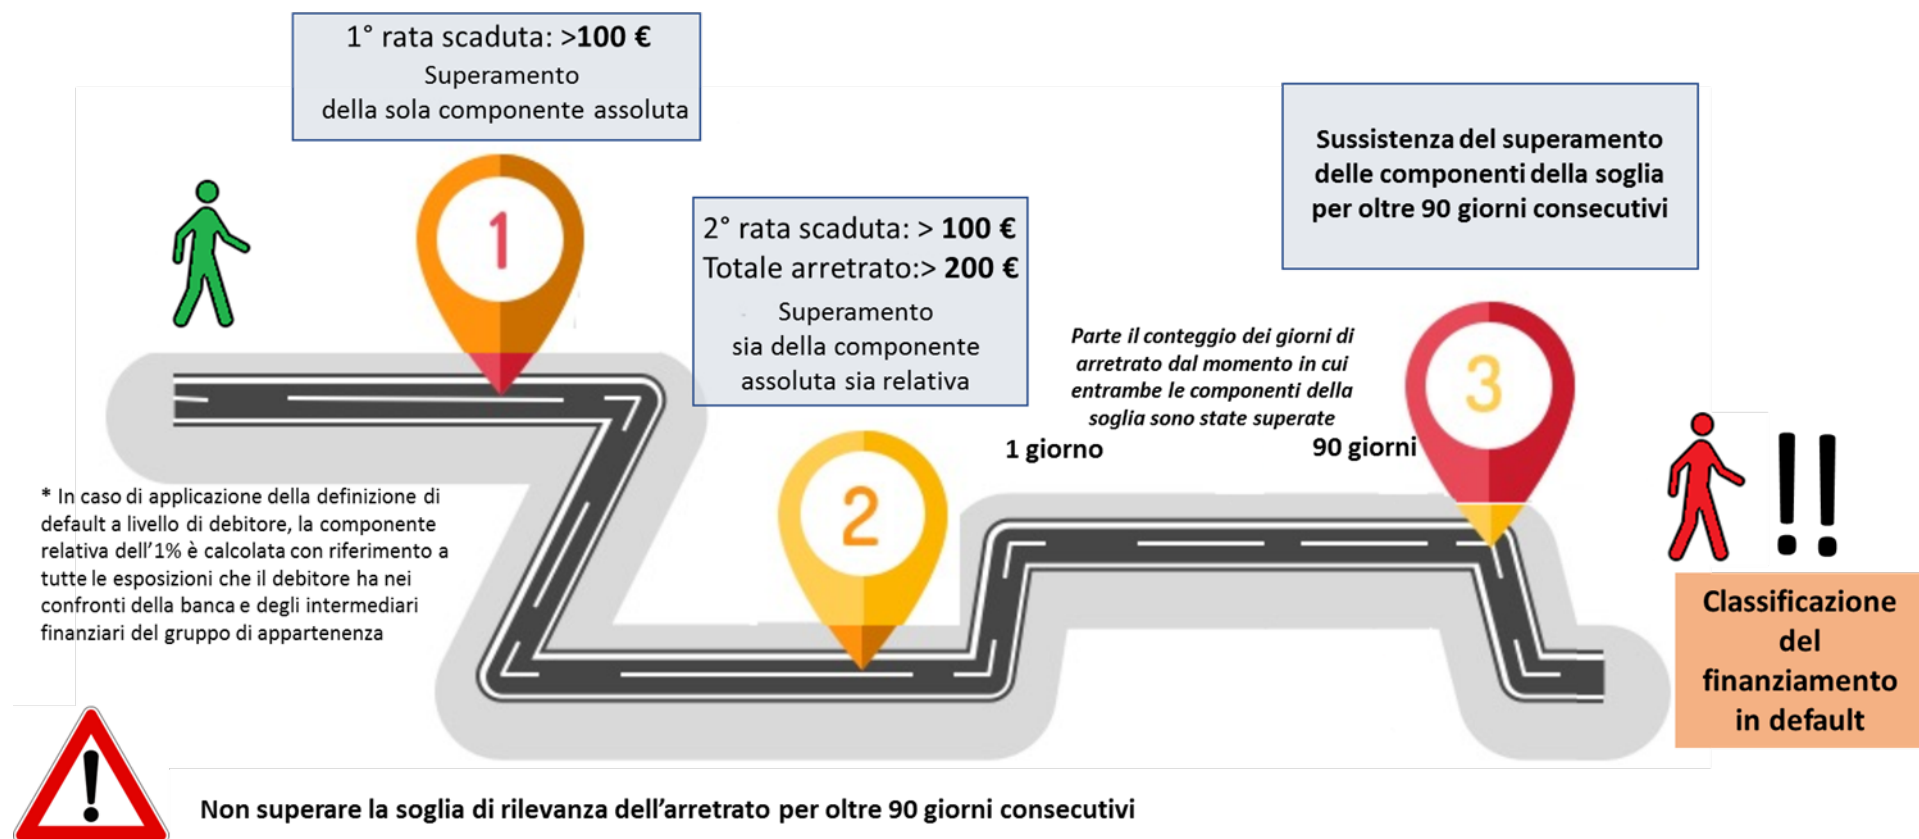 1° rata scaduta: >100 €
Superamento
della sola componente assoluta
1
2° rata scaduta: > 100 €
Totale arretrato:> 200 €
Superamento
sia della componente
assoluta sia relativa
2
Parte il conteggio dei giorni di
arretrato dal momento in cui
entrambe le componenti della
soglia sono state superate
1 giorno
90 giorni
Sussistenza del superamento
delle componenti della soglia
per oltre 90 giorni consecutivi
3
!!
Classificazione
del
finanziamento
in default
* In caso di applicazione della definizione di
default a livello di debitore, la componente
relativa dell’1% è calcolata con riferimento a
tutte le esposizioni che il debitore ha nei
confronti della banca e degli intermediari
finanziari del gruppo di appartenenza
!
Non superare la soglia di rilevanza dell’arretrato per oltre 90 giorni consecutivi